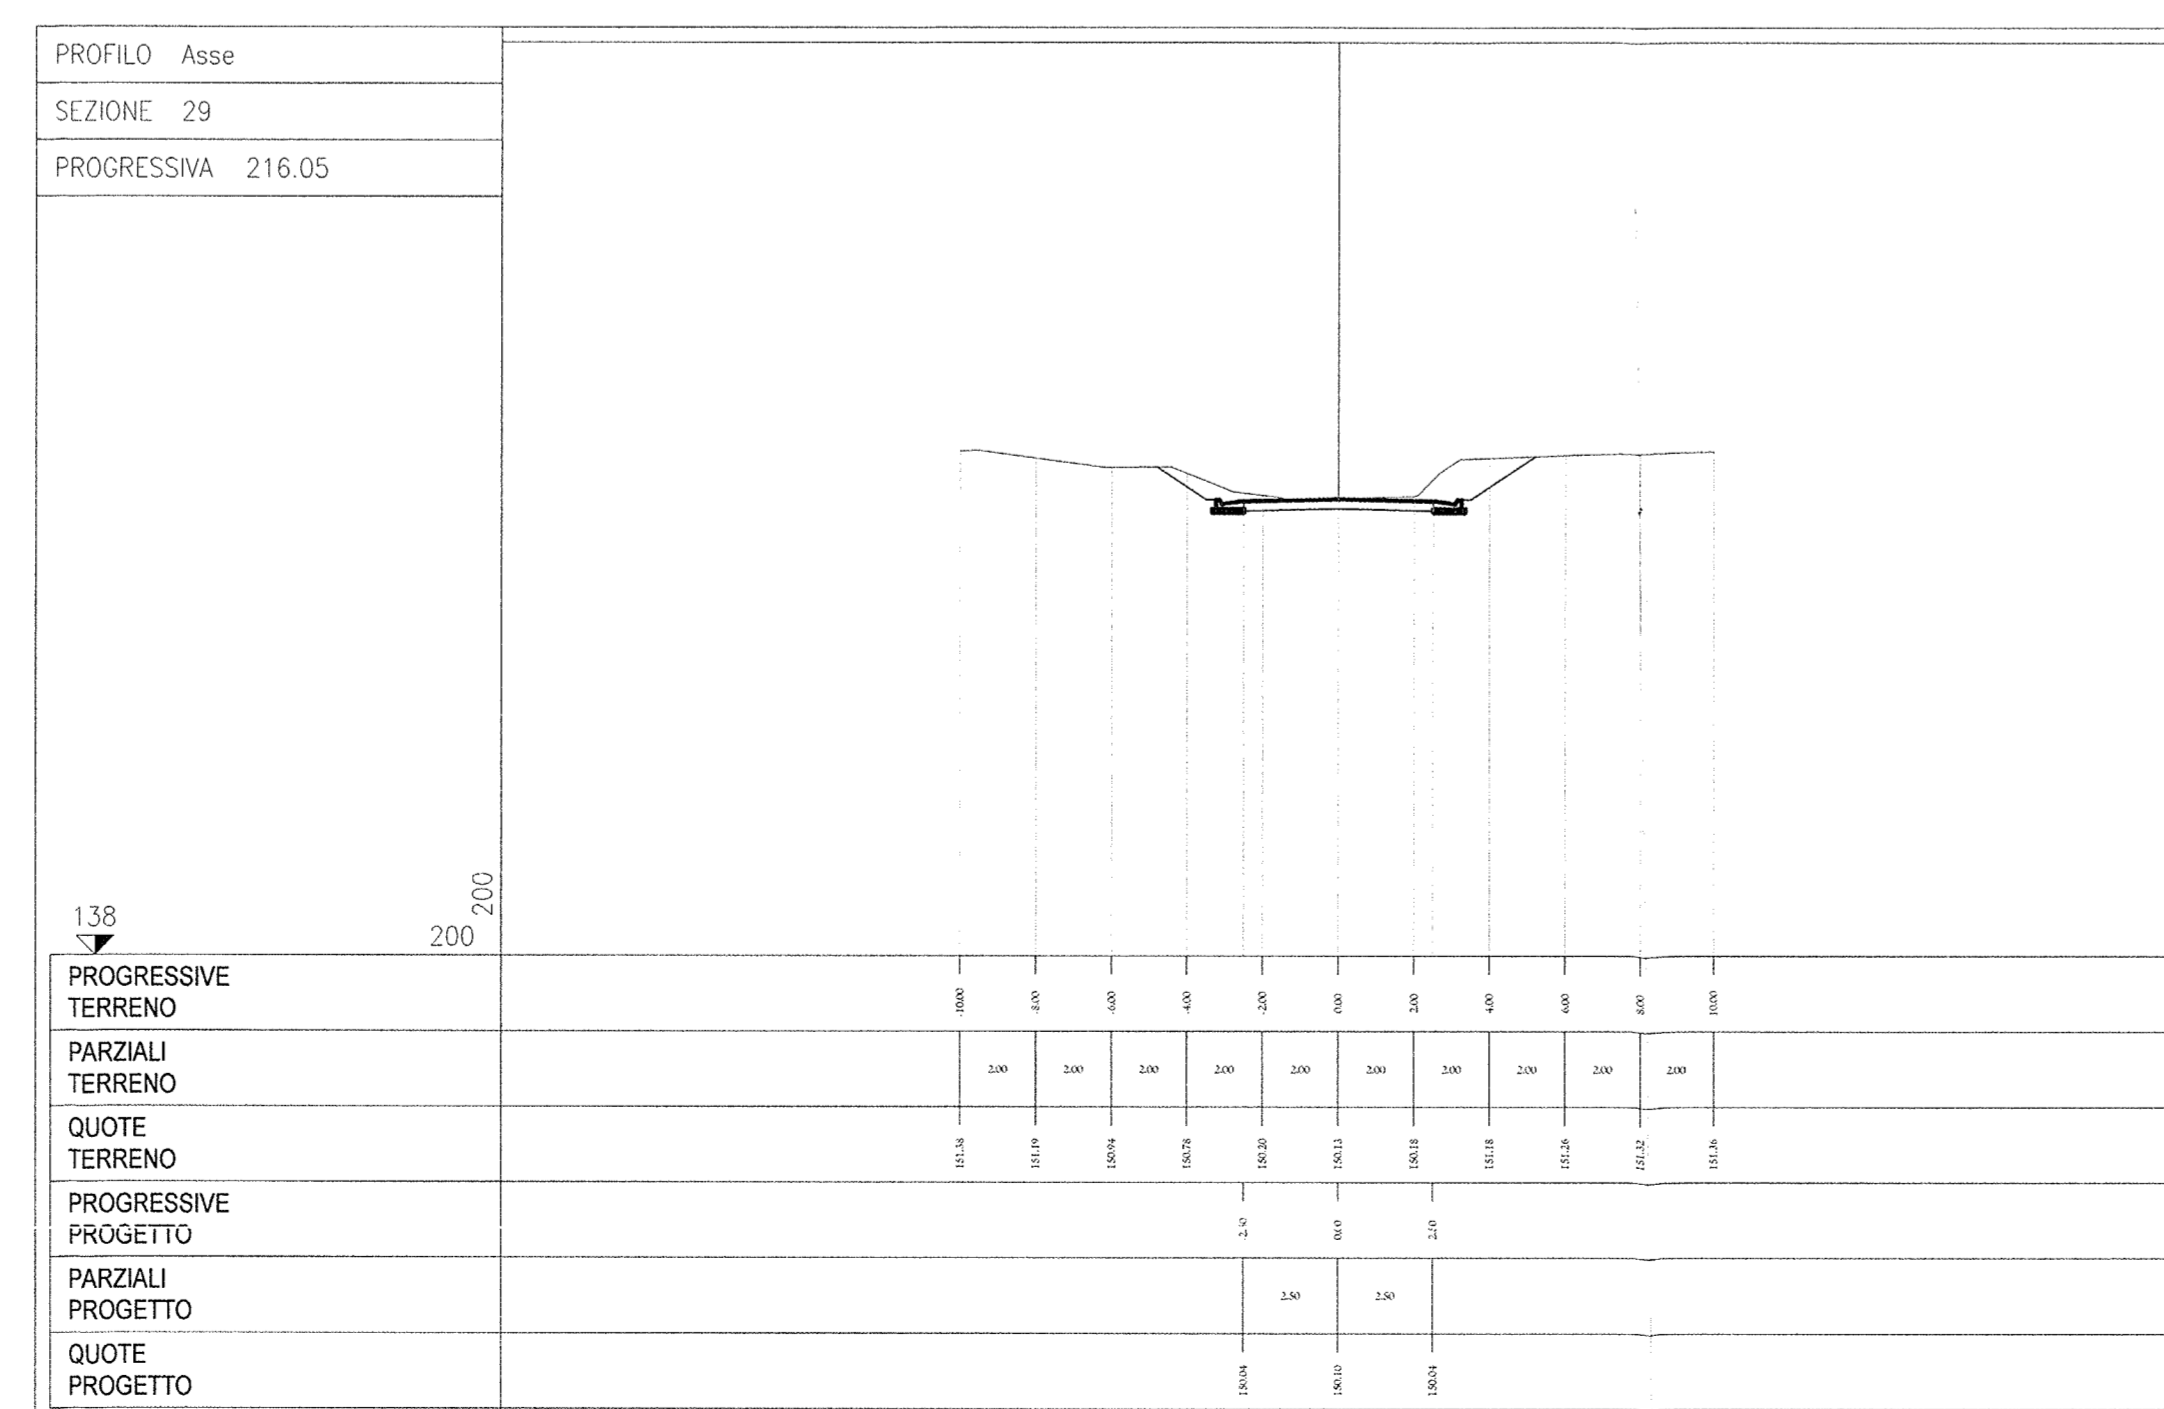 PROFILO Asse
SEZIONE 29
PROGRESSIVA 216.05
200
138
200
PROGRESSIVE
TERRENO
-10.00 -8.00 -6.00 -4.00 -2.00 0.00 2.00 4.00 6.00 8.00 10.00
PARZIALI
TERRENO
2.00 2.00 2.00 2.00 2.00 2.00 2.00 2.00 2.00 2.00
QUOTE
TERRENO
151.38 151.19 150.94 150.78 150.20 150.13 150.18 151.18 151.26 151.32 151.36
PROGRESSIVE
PROGETTO
-2.50 0.00 2.50
PARZIALI
PROGETTO
2.50 2.50
QUOTE
PROGETTO
150.04 150.10 150.04